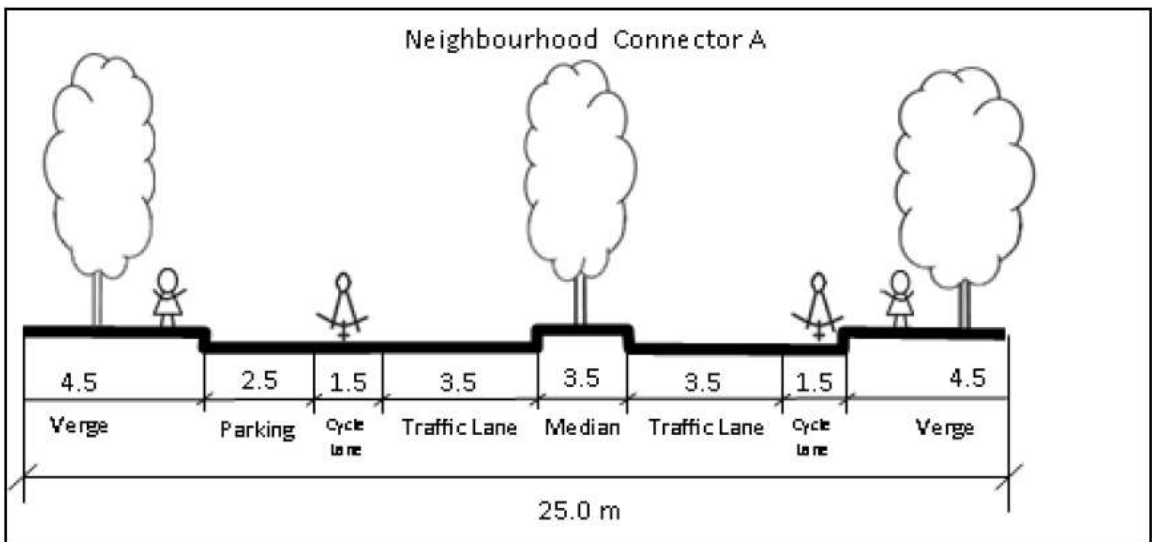 Neighbourhood Connector A
4.5 2.5 1.5 3.5 3.5 3.5 1.5 4.5
Verge Parking Cycle Lane Traffic Lane Median Traffic Lane Cycle Lane Verge
25.0 m